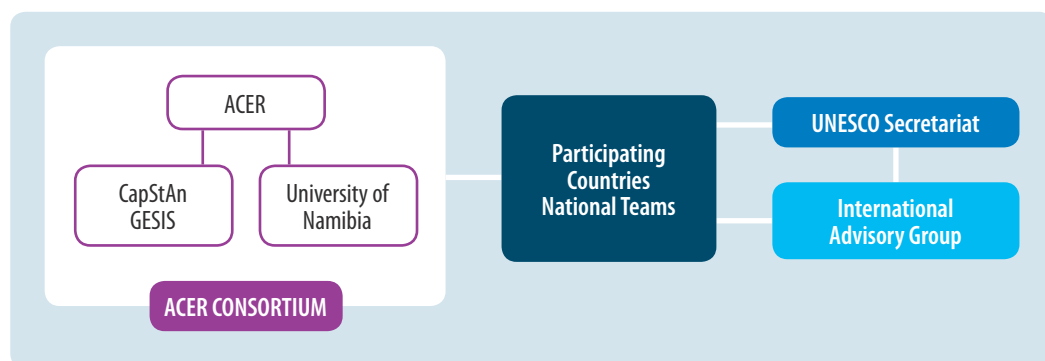 ACER
CapStAn
GESIS
University of
Namibia
ACER CONSORTIUM
Participating
Countries
National Teams
UNESCO Secretariat
International
Advisory Group